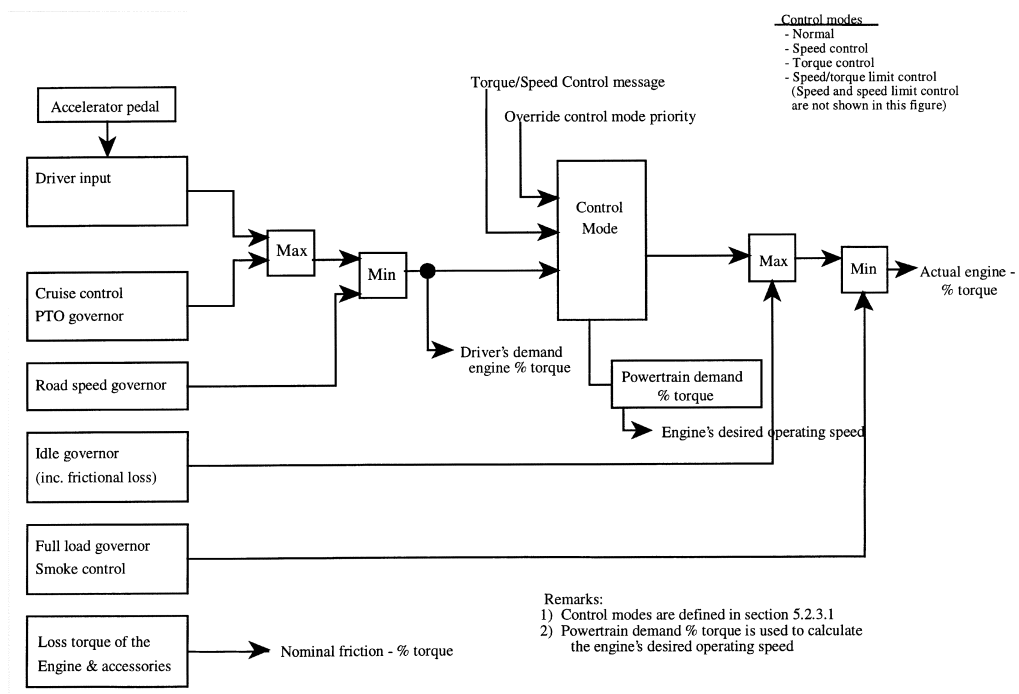 Control modes
- Normal
- Speed control
- Torque control
- Speed/torque limit control
(Speed and speed limit control
are not shown in this figure)
Torque/Speed Control message
Override control mode priority
Accelerator pedal
Driver input
Control
Mode
Max
Min
Max
Min
Actual engine -
% torque
Cruise control
PTO governor
Driver's demand
engine % torque
Road speed governor
Powertrain demand
% torque
Engine's desired operating speed
Idle governor
(inc. frictional loss)
Full load governor
Smoke control
Loss torque of the
Engine & accessories
Nominal friction - % torque
Remarks:
1) Control modes are defined in section 5.2.3.1
2) Powertrain demand % torque is used to calculate
the engine's desired operating speed